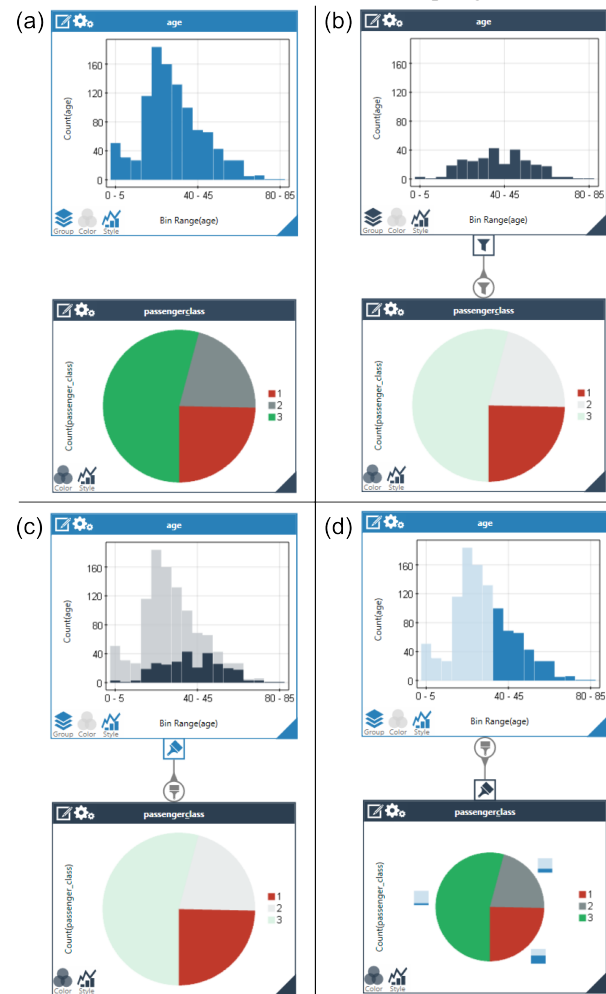 (a)
age
Count(age)
160
120
80
40
0
0 - 5
40 - 45
80 - 85
Bin Range(age)
Group Color Style
passengerclass
Count(passenger_class)
1
2
3
Color Style
(b)
age
Count(age)
160
120
80
40
0
0 - 5
40 - 45
80 - 85
Bin Range(age)
Group Color Style
passengerclass
Count(passenger_class)
1
2
3
Color Style
(c)
age
Count(age)
160
120
80
40
0
0 - 5
40 - 45
80 - 85
Bin Range(age)
Group Color Style
passengerclass
Count(passenger_class)
1
2
3
Color Style
(d)
age
Count(age)
160
120
80
40
0
0 - 5
40 - 45
80 - 85
Bin Range(age)
Group Color Style
passengerclass
Count(passenger_class)
1
2
3
Color Style